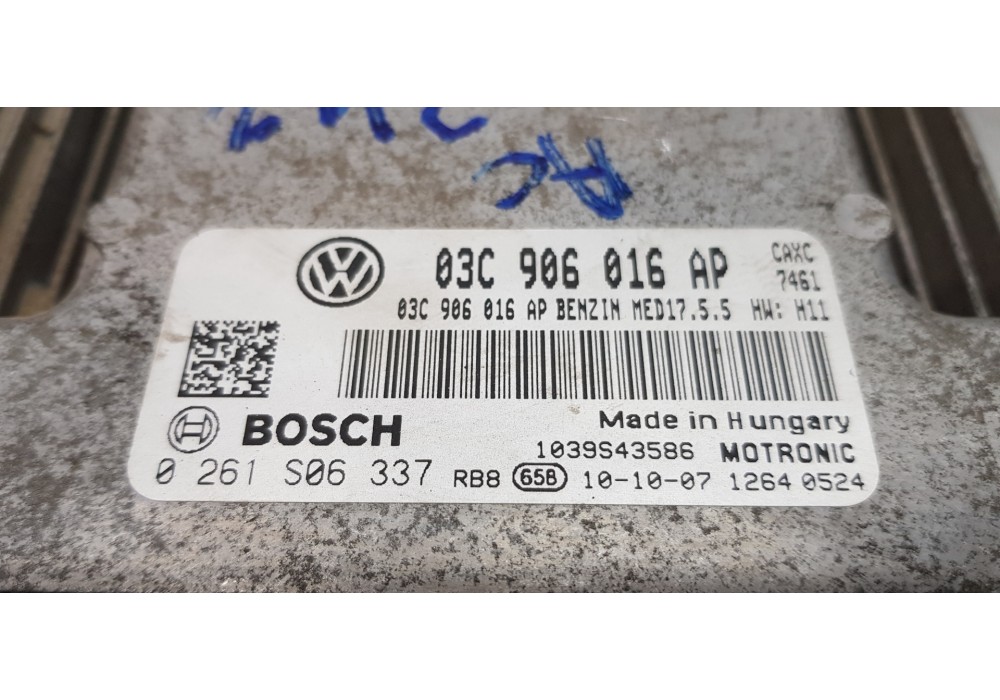 AC
03C 906 016 AP CAXC
7461
03C 906 016 AP BENZIN MED17.5.5 HW: H11
BOSCH
Made in Hungary
1039S43586 MOTRONIC
0 261 S06 337 RB8 65B 10-10-07 1264 0524